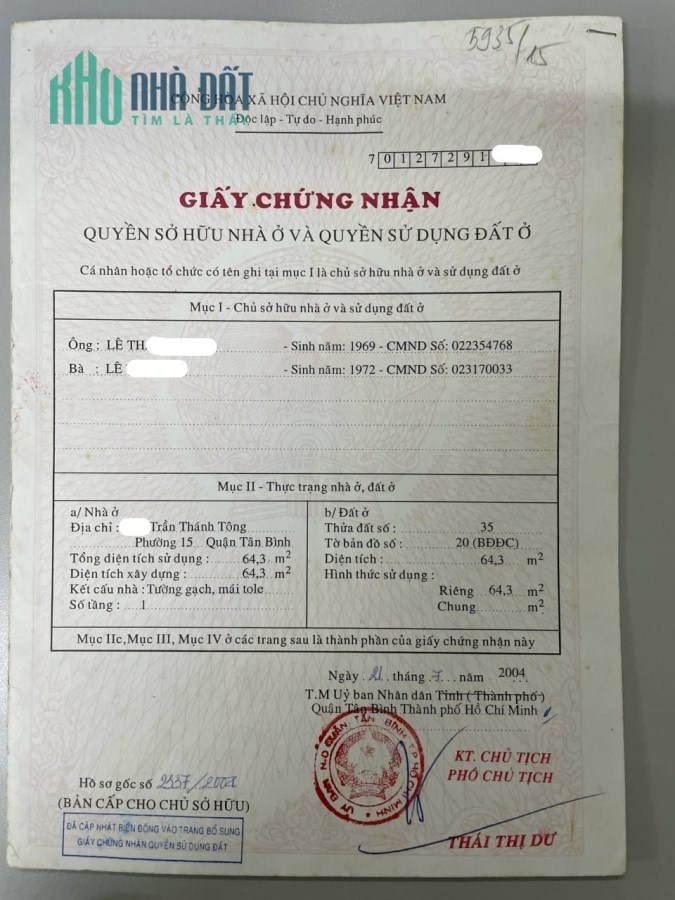 5935/15
KHO NHÀ ĐẤT
TÌM LÀ THẤY
CỘNG HÒA XÃ HỘI CHỦ NGHĨA VIỆT NAM
Độc lập - Tự do - Hạnh phúc
7 0 1 2 7 2 9 1
GIẤY CHỨNG NHẬN
QUYỀN SỞ HỮU NHÀ Ở VÀ QUYỀN SỬ DỤNG ĐẤT Ở
Cá nhân hoặc tổ chức có tên ghi tại mục I là chủ sở hữu nhà ở và sử dụng đất ở
Mục I - Chủ sở hữu nhà ở và sử dụng đất ở
Ông : LÊ TH - Sinh năm: 1969 - CMND Số: 022354768
Bà : LÊ - Sinh năm: 1972 - CMND Số: 023170033
Mục II - Thực trạng nhà ở, đất ở
a/ Nhà ở
Địa chỉ : Trần Thánh Tông
Phường 15 Quận Tân Bình
Tổng diện tích sử dụng : 64,3 m2
Diện tích xây dựng : 64,3 m2
Kết cấu nhà : Tường gạch, mái tole
Số tầng : 1
b/ Đất ở
Thửa đất số : 35
Tờ bản đồ số : 20 (BĐĐC)
Diện tích : 64,3 m2
Hình thức sử dụng :
Riêng 64,3 m2
Chung m2
Mục IIc, Mục III, Mục IV ở các trang sau là thành phần của giấy chứng nhận này
Ngày 21 tháng 7 năm 2004
T.M Uỷ ban Nhân dân Tỉnh ( Thành phố )
Quận Tân Bình Thành phố Hồ Chí Minh
U Y BAN N.D QUẬN TÂN BÌNH T.P HỒ CHÍ MINH
KT. CHỦ TỊCH
PHÓ CHỦ TỊCH
THÁI THỊ DƯ
Hồ sơ gốc số 2337/2004
(BẢN CẤP CHO CHỦ SỞ HỮU)
ĐÃ CẬP NHẬT BIẾN ĐỘNG VÀO TRANG BỔ SUNG
GIẤY CHỨNG NHẬN QUYỀN SỬ DỤNG ĐẤT